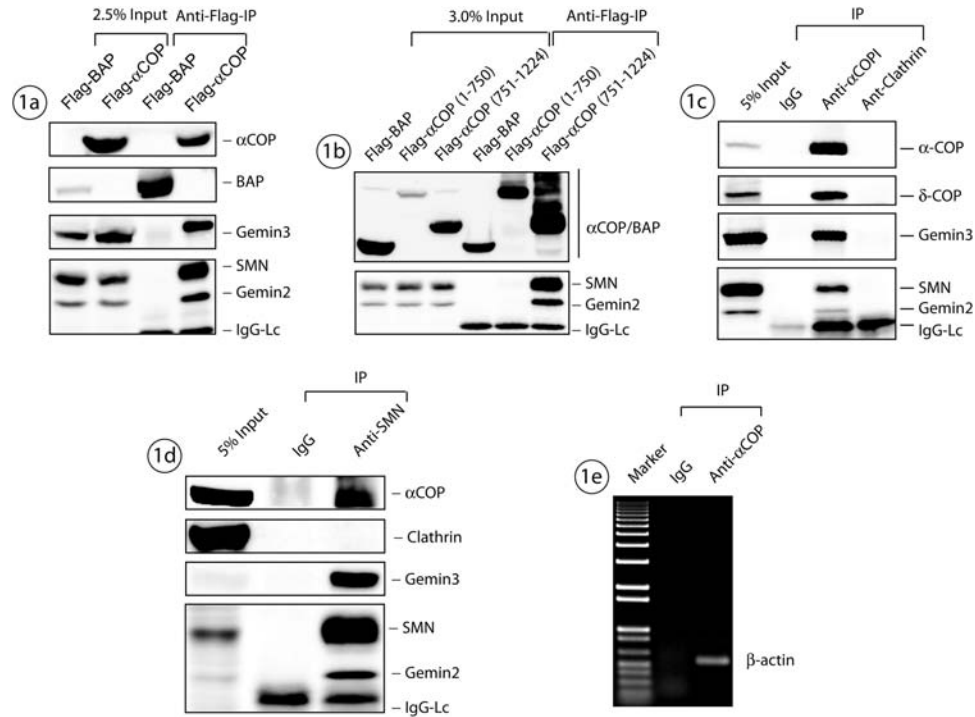 2.5% Input Anti-Flag-IP
Flag-BAP
Flag-αCOP
Flag-BAP
Flag-αCOP
1a
αCOP
BAP
Gemin3
SMN
Gemin2
IgG-Lc
3.0% Input Anti-Flag-IP
Flag-BAP
Flag-αCOP (1-750)
Flag-αCOP (751-1224)
Flag-BAP
Flag-αCOP (1-750)
Flag-αCOP (751-1224)
1b
αCOP/BAP
SMN
Gemin2
IgG-Lc
IP
5% Input
IgG
Anti-αCOPI
Ant-Clathrin
1c
α-COP
δ-COP
Gemin3
SMN
Gemin2
IgG-Lc
IP
5% Input
IgG
Anti-SMN
1d
αCOP
Clathrin
Gemin3
SMN
Gemin2
IgG-Lc
IP
Marker
IgG
Anti-αCOP
1e
β-actin